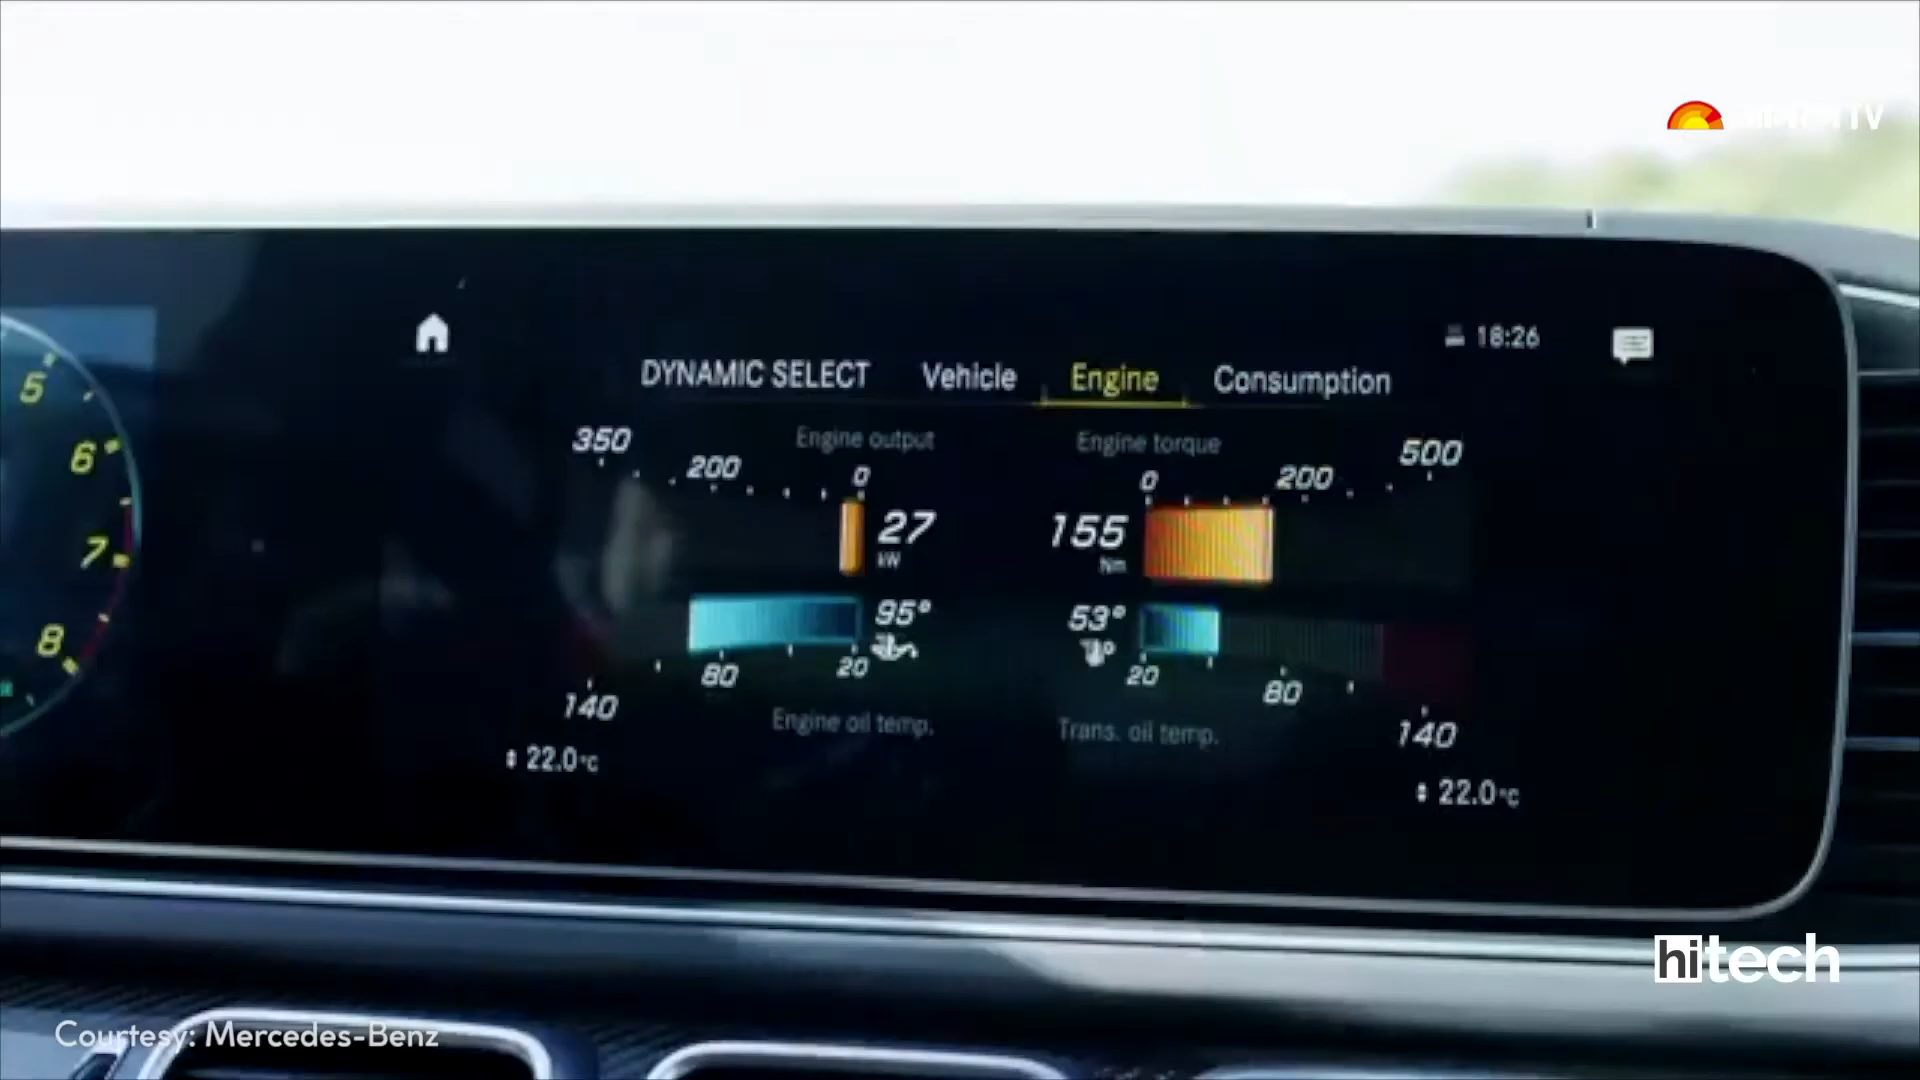 18:26
DYNAMIC SELECT Vehicle Engine Consumption
Engine output Engine torque
350 200 0 0 200 500
27 kW 155 Nm
95° 53°
80 20 20 80
140 140
Engine oil temp. Trans. oil temp.
22.0°C 22.0°C
5
6
7
8
TV
hitech
Courtesy: Mercedes-Benz